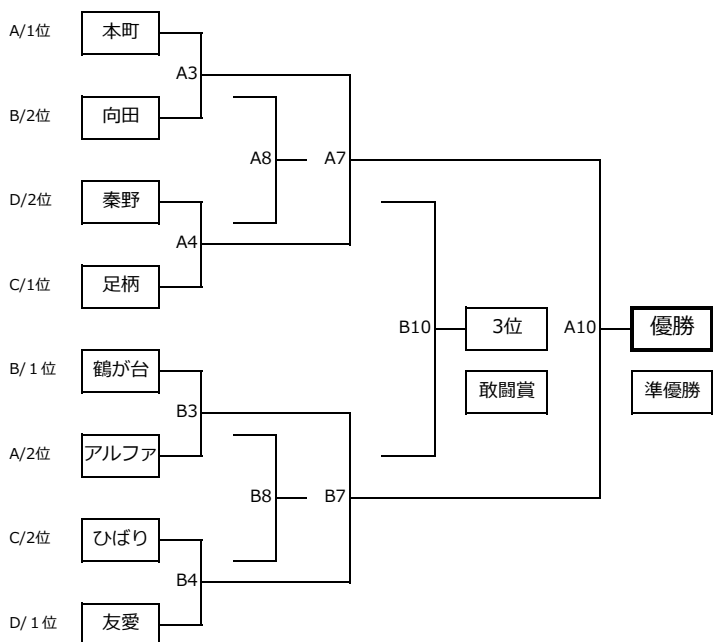 A/1位 本町
A3
B/2位 向田
A8 A7
D/2位 秦野
A4
C/1位 足柄
B10 3位 A10 優勝
B/１位 鶴が台
敢闘賞 準優勝
B3
A/2位 アルファ
B8 B7
C/2位 ひばり
B4
D/１位 友愛